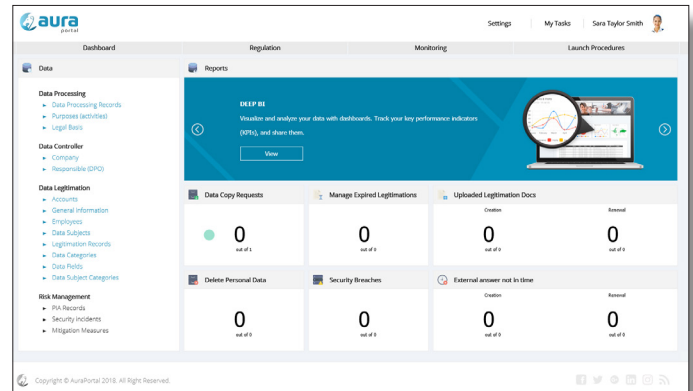 aura
portal
Settings
My Tasks
Sara Taylor Smith
Dashboard
Regulation
Monitoring
Launch Procedures
Data
Data Processing
Data Processing Records
Purposes (activities)
Legal Basis
Data Controller
Company
Responsible (DPO)
Data Legitimation
Accounts
General Information
Employees
Data Subjects
Legitimation Records
Data Categories
Data Fields
Data Subject Categories
Risk Management
PIA Records
Security Incidents
Mitigation Measures
Reports
DEEP BI
Visualize and analyze your data with dashboards. Track your key performance indicators
(KPIs), and share them.
View
Data Copy Requests
0
out of 1
Manage Expired Legitimations
0
out of 0
Uploaded Legitimation Docs
Creation
Renewal
0
0
out of 0
out of 0
Delete Personal Data
0
out of 0
Security Breaches
0
out of 0
External answer not in time
Creation
Renewal
0
0
out of 0
out of 0
Copyright © AuraPortal 2016. All Right Reserved.